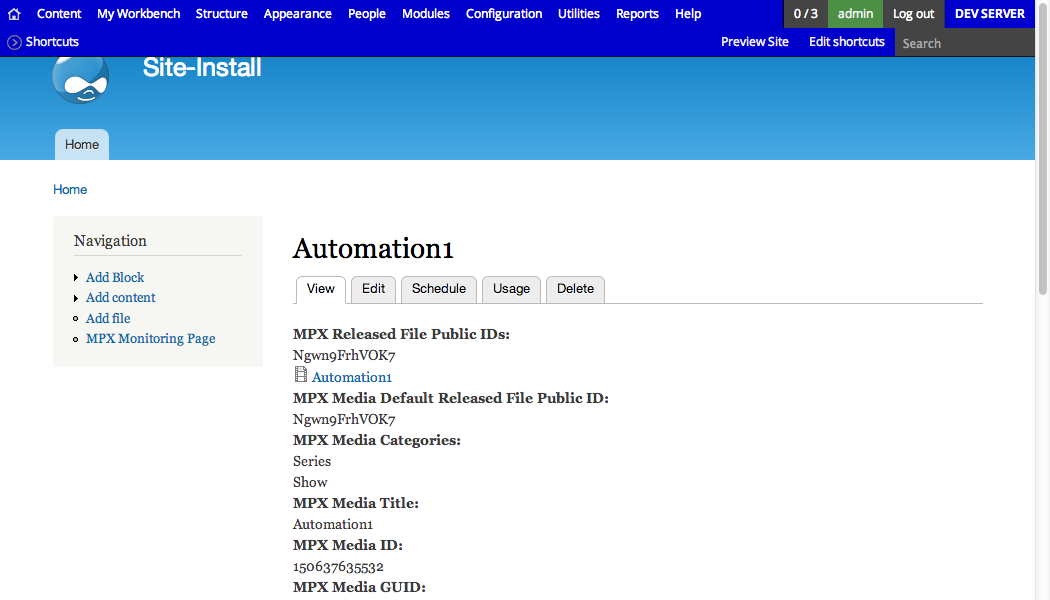 Content My Workbench Structure Appearance People Modules Configuration Utilities Reports Help 0 / 3 admin Log out DEV SERVER
Shortcuts Preview Site Edit shortcuts Search
Site-Install
Home
Home
Navigation
Add Block
Add content
Add file
MPX Monitoring Page
Automation1
View Edit Schedule Usage Delete
MPX Released File Public IDs:
Ngwn9FrhVOK7
Automation1
MPX Media Default Released File Public ID:
Ngwn9FrhVOK7
MPX Media Categories:
Series
Show
MPX Media Title:
Automation1
MPX Media ID:
150637635532
MPX Media GUID: